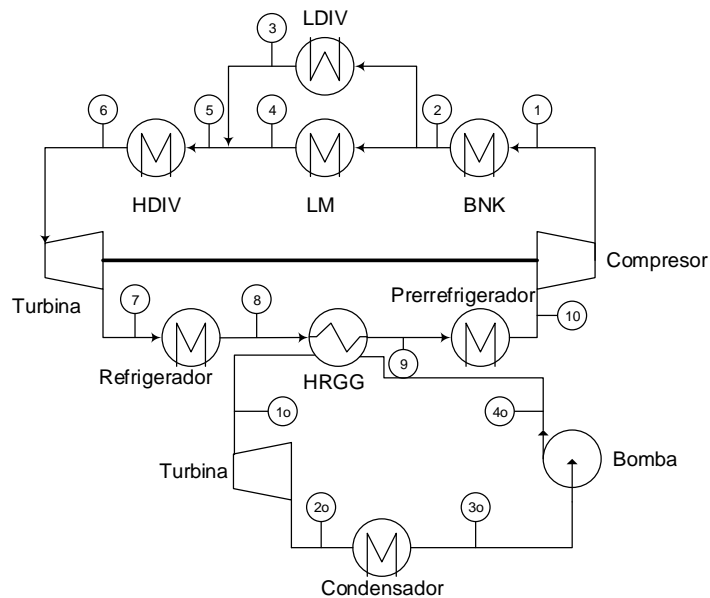 LDIV
3
6
5
4
2
1
HDIV
LM
BNK
Compresor
Turbina
7
8
Prerrefrigerador
10
Refrigerador
HRGG
9
1o
4o
Turbina
Bomba
2o
3o
Condensador